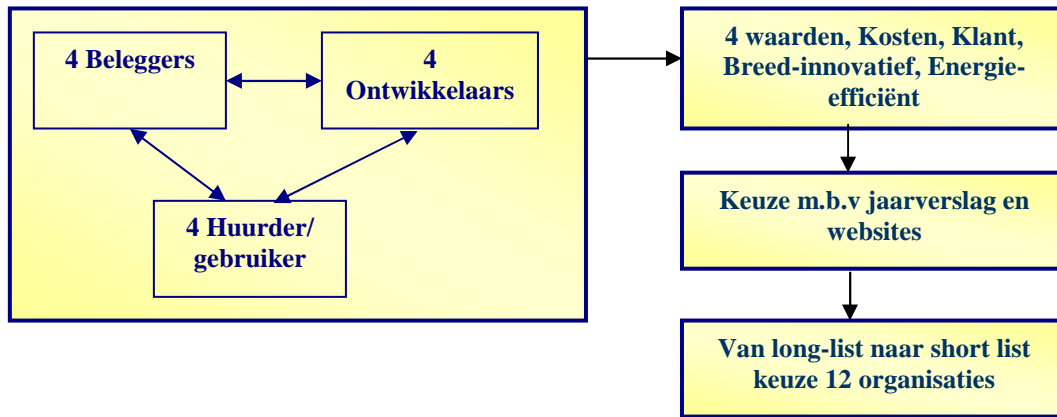 4 Beleggers
4
Ontwikkelaars
4 Huurder/
gebruiker
4 waarden, Kosten, Klant,
Breed-innovatief, Energie-
efficiënt
Keuze m.b.v jaarverslag en
websites
Van long-list naar short list
keuze 12 organisaties